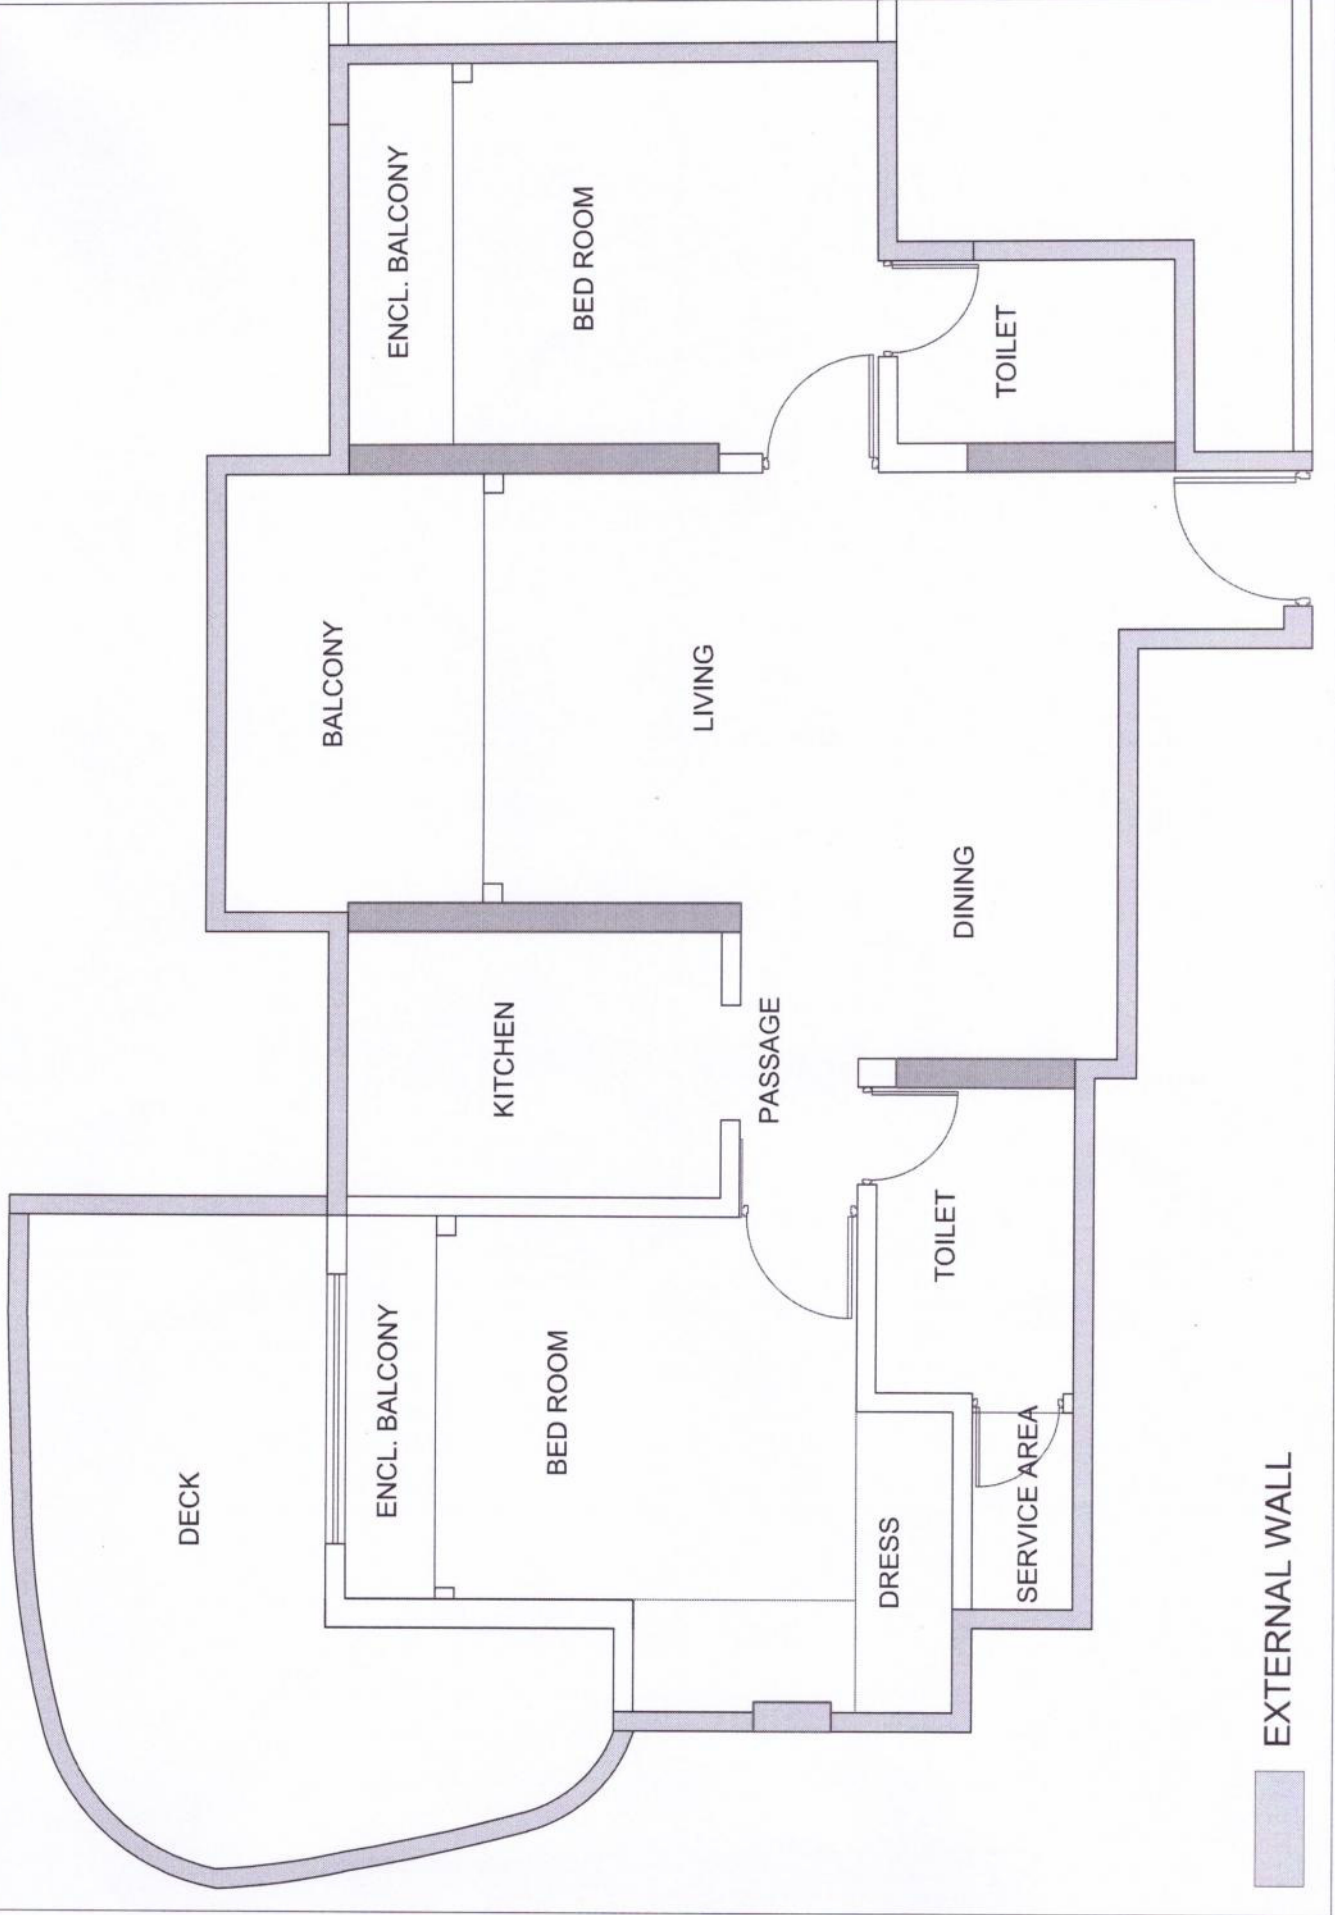 DECK
ENCL. BALCONY
BED ROOM
DRESS
SERVICE AREA
TOILET
KITCHEN
PASSAGE
BALCONY
LIVING
DINING
ENCL. BALCONY
BED ROOM
TOILET
EXTERNAL WALL